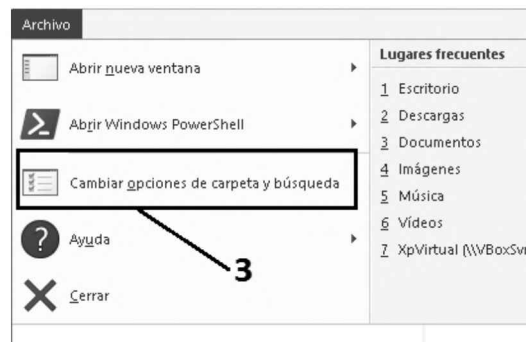 Archivo
Abrir nueva ventana
Abrir Windows PowerShell
Cambiar opciones de carpeta y búsqueda
Ayuda
3
Cerrar
Lugares frecuentes
1 Escritorio
2 Descargas
3 Documentos
4 Imágenes
5 Música
6 Vídeos
7 XpVirtual (\\VBoxSvr